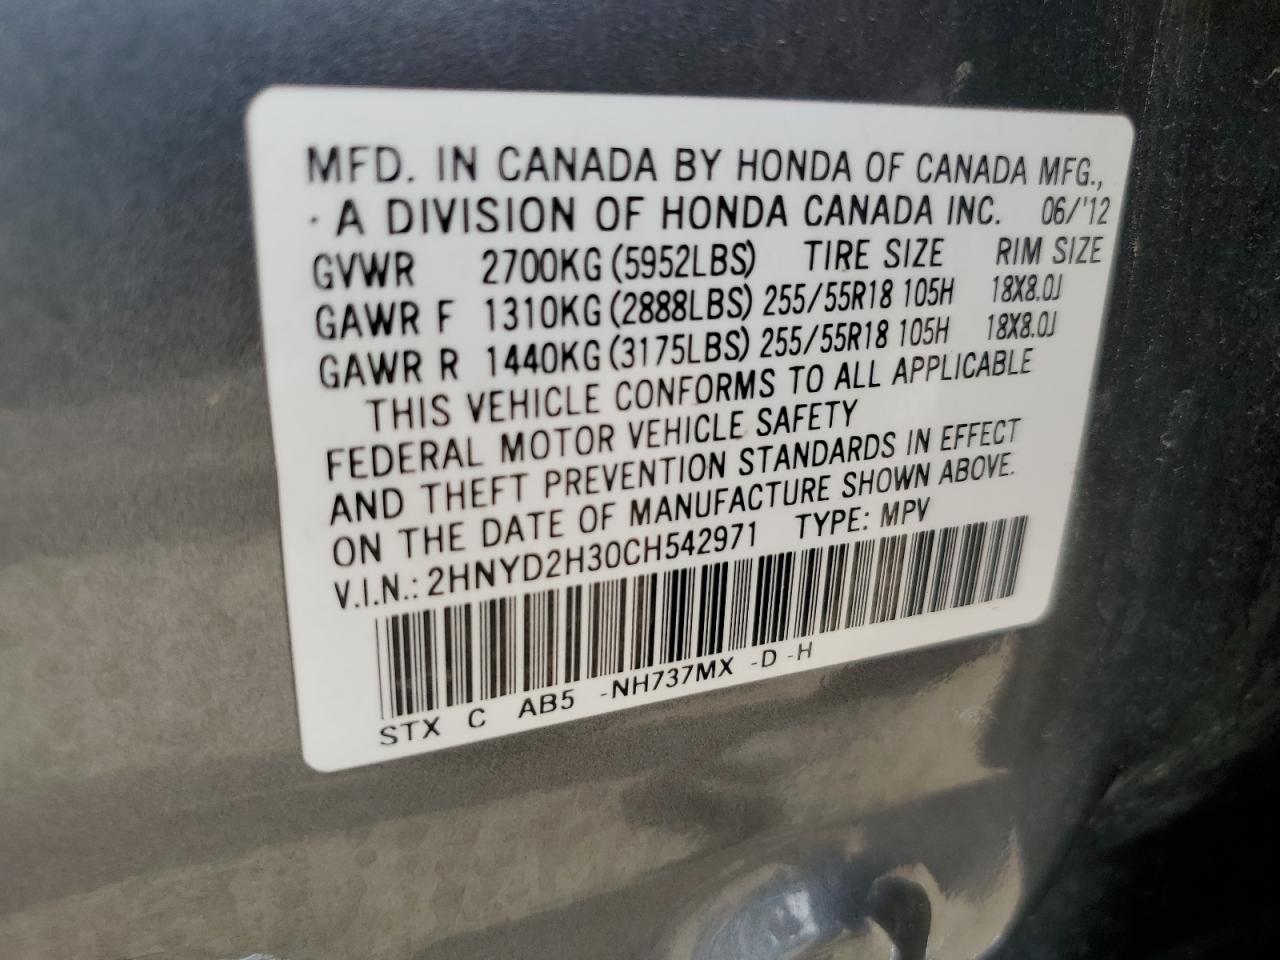 MFD. IN CANADA BY HONDA OF CANADA MFG.,
· A DIVISION OF HONDA CANADA INC. 06/'12
GVWR 2700KG (5952LBS) TIRE SIZE RIM SIZE
GAWR F 1310KG (2888LBS) 255/55R18 105H 18X8.0J
GAWR R 1440KG (3175LBS) 255/55R18 105H 18X8.0J
THIS VEHICLE CONFORMS TO ALL APPLICABLE
FEDERAL MOTOR VEHICLE SAFETY
AND THEFT PREVENTION STANDARDS IN EFFECT
ON THE DATE OF MANUFACTURE SHOWN ABOVE.
V.I.N.: 2HNYD2H30CH542971 TYPE: MPV
STX C AB5 -NH737MX -D -H